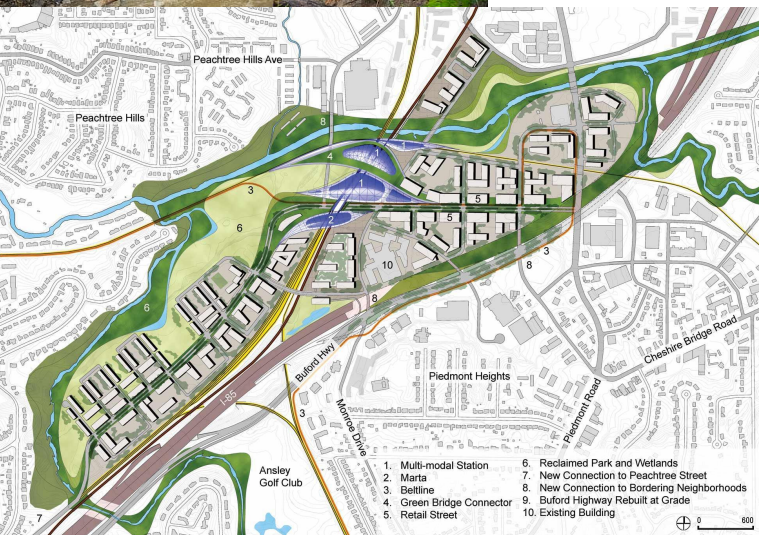 Peachtree Hills Ave
Peachtree Hills
8
4
1
4
3
2
5
5
6
10
3
8
6
8
Buford Hwy
I-85
3
Monroe Drive
Piedmont Heights
Piedmont Road
Cheshire Bridge Road
Ansley
Golf Club
7
1. Multi-modal Station
2. Marta
3. Beltline
4. Green Bridge Connector
5. Retail Street
6. Reclaimed Park and Wetlands
7. New Connection to Peachtree Street
8. New Connection to Bordering Neighborhoods
9. Buford Highway Rebuilt at Grade
10. Existing Building
0 600